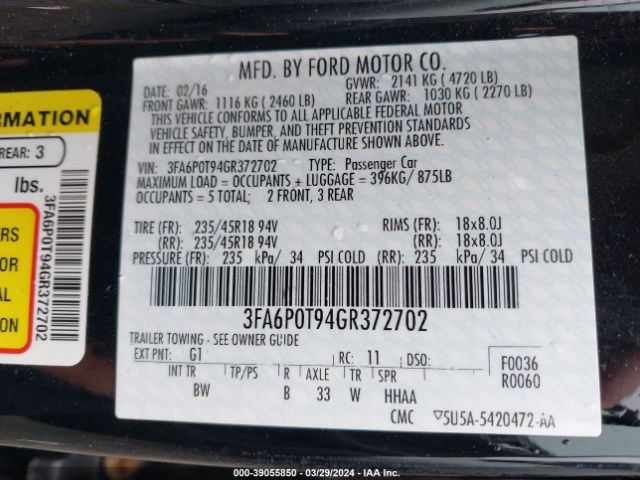 MFD. BY FORD MOTOR CO.
DATE: 02/16 GVWR: 2141 KG ( 4720 LB)
FRONT GAWR: 1116 KG ( 2460 LB) REAR GAWR: 1030 KG ( 2270 LB)
THIS VEHICLE CONFORMS TO ALL APPLICABLE FEDERAL MOTOR
VEHICLE SAFETY, BUMPER, AND THEFT PREVENTION STANDARDS
IN EFFECT ON THE DATE OF MANUFACTURE SHOWN ABOVE.
VIN: 3FA6P0T94GR372702 TYPE: Passenger Car
MAXIMUM LOAD = OCCUPANTS + LUGGAGE = 396KG/ 875LB
OCCUPANTS = 5 TOTAL; 2 FRONT, 3 REAR
TIRE (FR): 235/45R18 94V RIMS (FR): 18x8.0J
(RR): 235/45R18 94V (RR): 18x8.0J
PRESSURE (FR): 235 kPa/ 34 PSI COLD (RR): 235 kPa/ 34 PSI COLD
3FA6P0T94GR372702
TRAILER TOWING - SEE OWNER GUIDE
EXT PNT: G1 RC: 11 DSO: F0036
INT TR TP/PS R AXLE TR SPR R0060
BW B 33 W HHAA
CMC 5U5A-5420472-AA
ORMATION
REAR: 3
lbs.
ERS
OR
AL
ON
3FA6P0T94GR372702
000-39055850 - 03/29/2024 - IAA Inc.